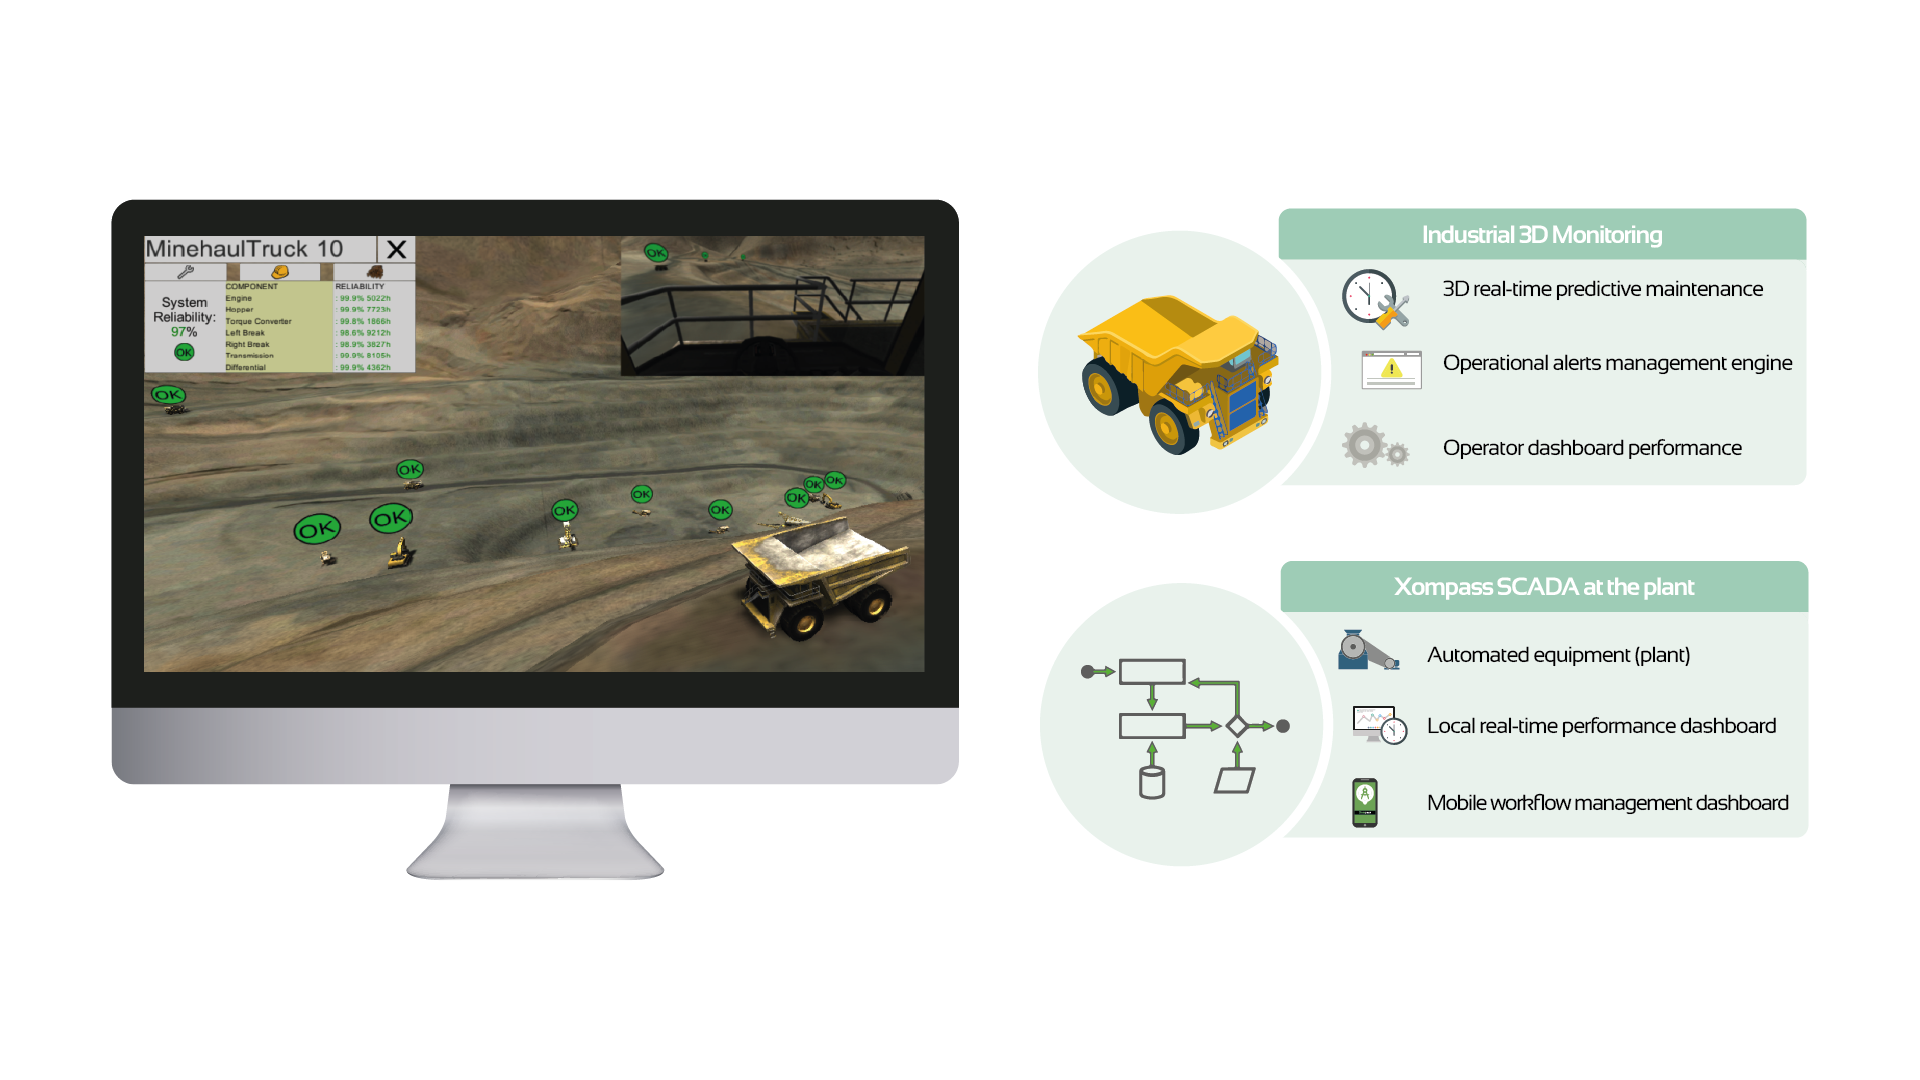 MinehaulTruck 10 X
System
Reliability:
97%
OK
COMPONENT RELIABILITY
Engine : 99.9% 5022h
Hopper : 99.9% 7723h
Torque Converter : 99.8% 1866h
Left Break : 98.6% 9212h
Right Break : 98.9% 3827h
Transmission : 99.9% 8105h
Differential : 99.9% 4362h
OK
OK
OK
OK
OK
OK
OK
OK
OK
OK
OK
Industrial 3D Monitoring
3D real-time predictive maintenance
Operational alerts management engine
Operator dashboard performance
Xompass SCADA at the plant
Automated equipment (plant)
Local real-time performance dashboard
Mobile workflow management dashboard